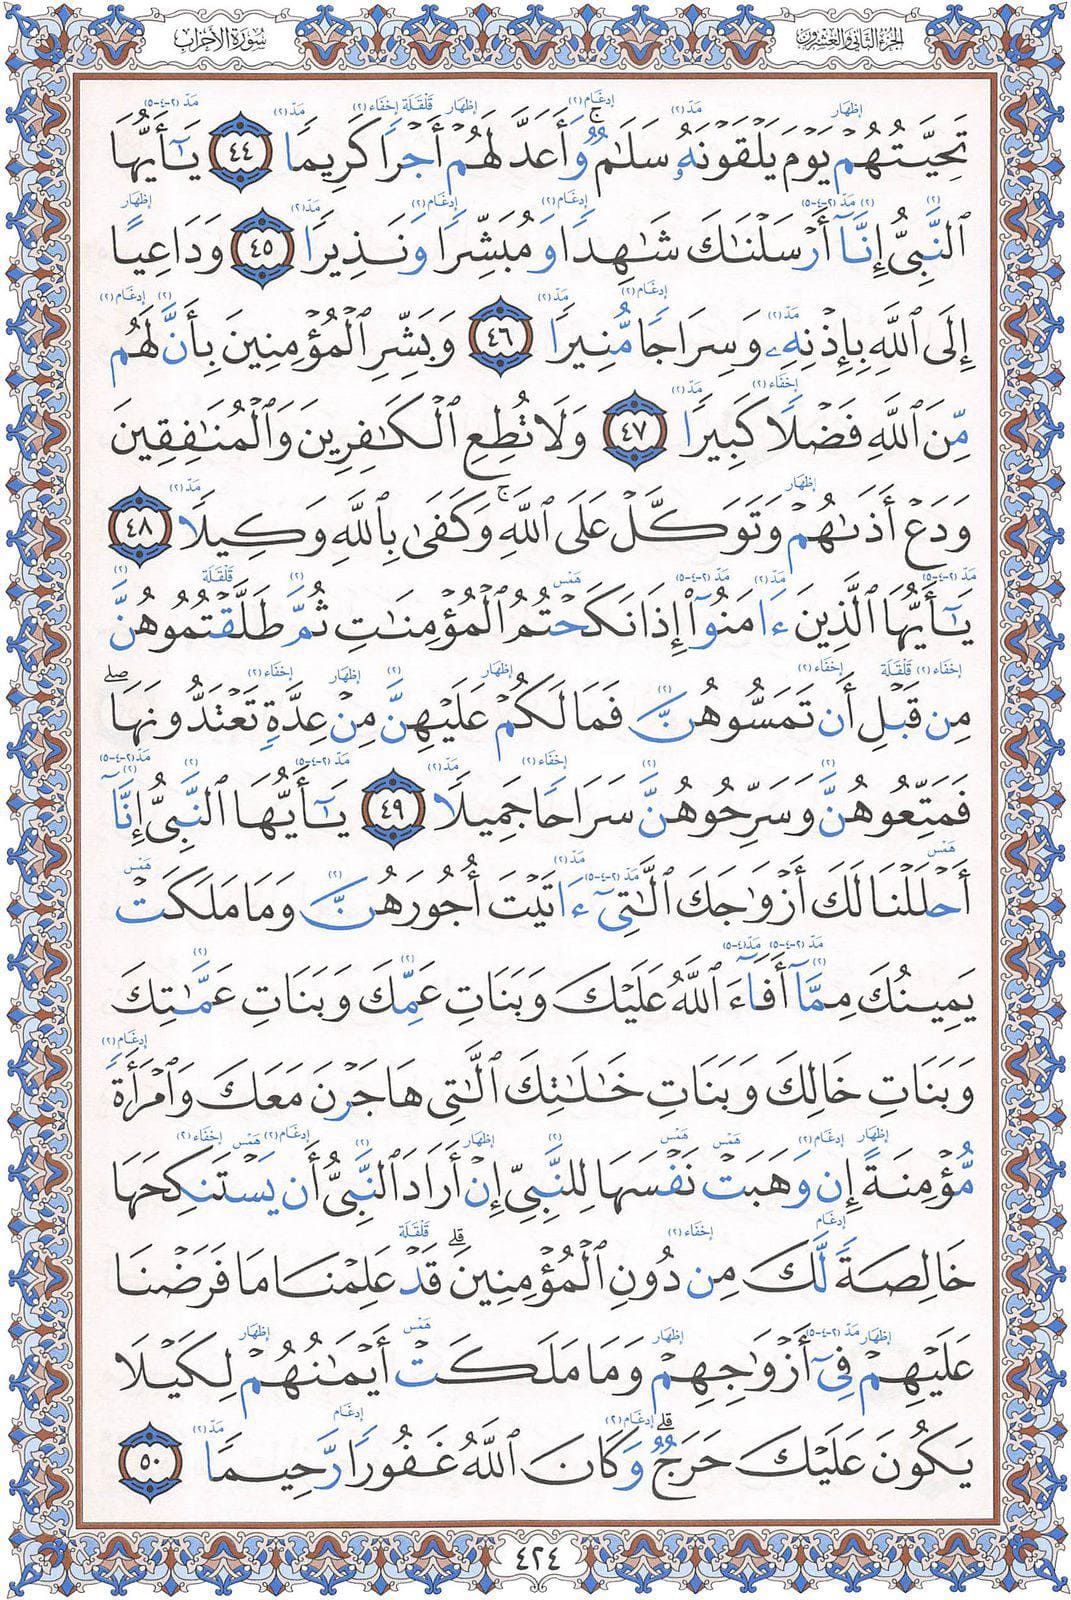 الجزء الثاني والعشرون سورة الأحزاب
تَحِيَّتُهُمْ يَوْمَ يَلْقَوْنَهُۥ سَلَٰمٌ ۚ وَأَعَدَّ لَهُمْ أَجْرًا كَرِيمًا ٤٤ يَٰٓأَيُّهَا
ٱلنَّبِىُّ إِنَّآ أَرْسَلْنَٰكَ شَٰهِدًا وَمُبَشِّرًا وَنَذِيرًا ٤٥ وَدَاعِيًا
إِلَى ٱللَّهِ بِإِذْنِهِۦ وَسِرَاجًا مُّنِيرًا ٤٦ وَبَشِّرِ ٱلْمُؤْمِنِينَ بِأَنَّ لَهُم
مِّنَ ٱللَّهِ فَضْلًا كَبِيرًا ٤٧ وَلَا تُطِعِ ٱلْكَٰفِرِينَ وَٱلْمُنَٰفِقِينَ
وَدَعْ أَذَىٰهُمْ وَتَوَكَّلْ عَلَى ٱللَّهِ ۚ وَكَفَىٰ بِٱللَّهِ وَكِيلًا ٤٨
يَٰٓأَيُّهَا ٱلَّذِينَ ءَامَنُوٓا۟ إِذَا نَكَحْتُمُ ٱلْمُؤْمِنَٰتِ ثُمَّ طَلَّقْتُمُوهُنَّ
مِن قَبْلِ أَن تَمَسُّوهُنَّ فَمَا لَكُمْ عَلَيْهِنَّ مِنْ عِدَّةٍ تَعْتَدُّونَهَا ۖ
فَمَتِّعُوهُنَّ وَسَرِّحُوهُنَّ سَرَاحًا جَمِيلًا ٤٩ يَٰٓأَيُّهَا ٱلنَّبِىُّ إِنَّآ
أَحْلَلْنَا لَكَ أَزْوَٰجَكَ ٱلَّٰتِىٓ ءَاتَيْتَ أُجُورَهُنَّ وَمَا مَلَكَتْ
يَمِينُكَ مِمَّآ أَفَآءَ ٱللَّهُ عَلَيْكَ وَبَنَاتِ عَمِّكَ وَبَنَاتِ عَمَّٰتِكَ
وَبَنَاتِ خَالِكَ وَبَنَاتِ خَٰلَٰتِكَ ٱلَّٰتِى هَاجَرْنَ مَعَكَ وَٱمْرَأَةً
مُّؤْمِنَةً إِن وَهَبَتْ نَفْسَهَا لِلنَّبِىِّ إِنْ أَرَادَ ٱلنَّبِىُّ أَن يَسْتَنكِحَهَا
خَالِصَةً لَّكَ مِن دُونِ ٱلْمُؤْمِنِينَ ۗ قَدْ عَلِمْنَا مَا فَرَضْنَا
عَلَيْهِمْ فِىٓ أَزْوَٰجِهِمْ وَمَا مَلَكَتْ أَيْمَٰنُهُمْ لِكَيْلَا
يَكُونَ عَلَيْكَ حَرَجٌ ۗ وَكَانَ ٱللَّهُ غَفُورًا رَّحِيمًا ٥٠
٤٢٤